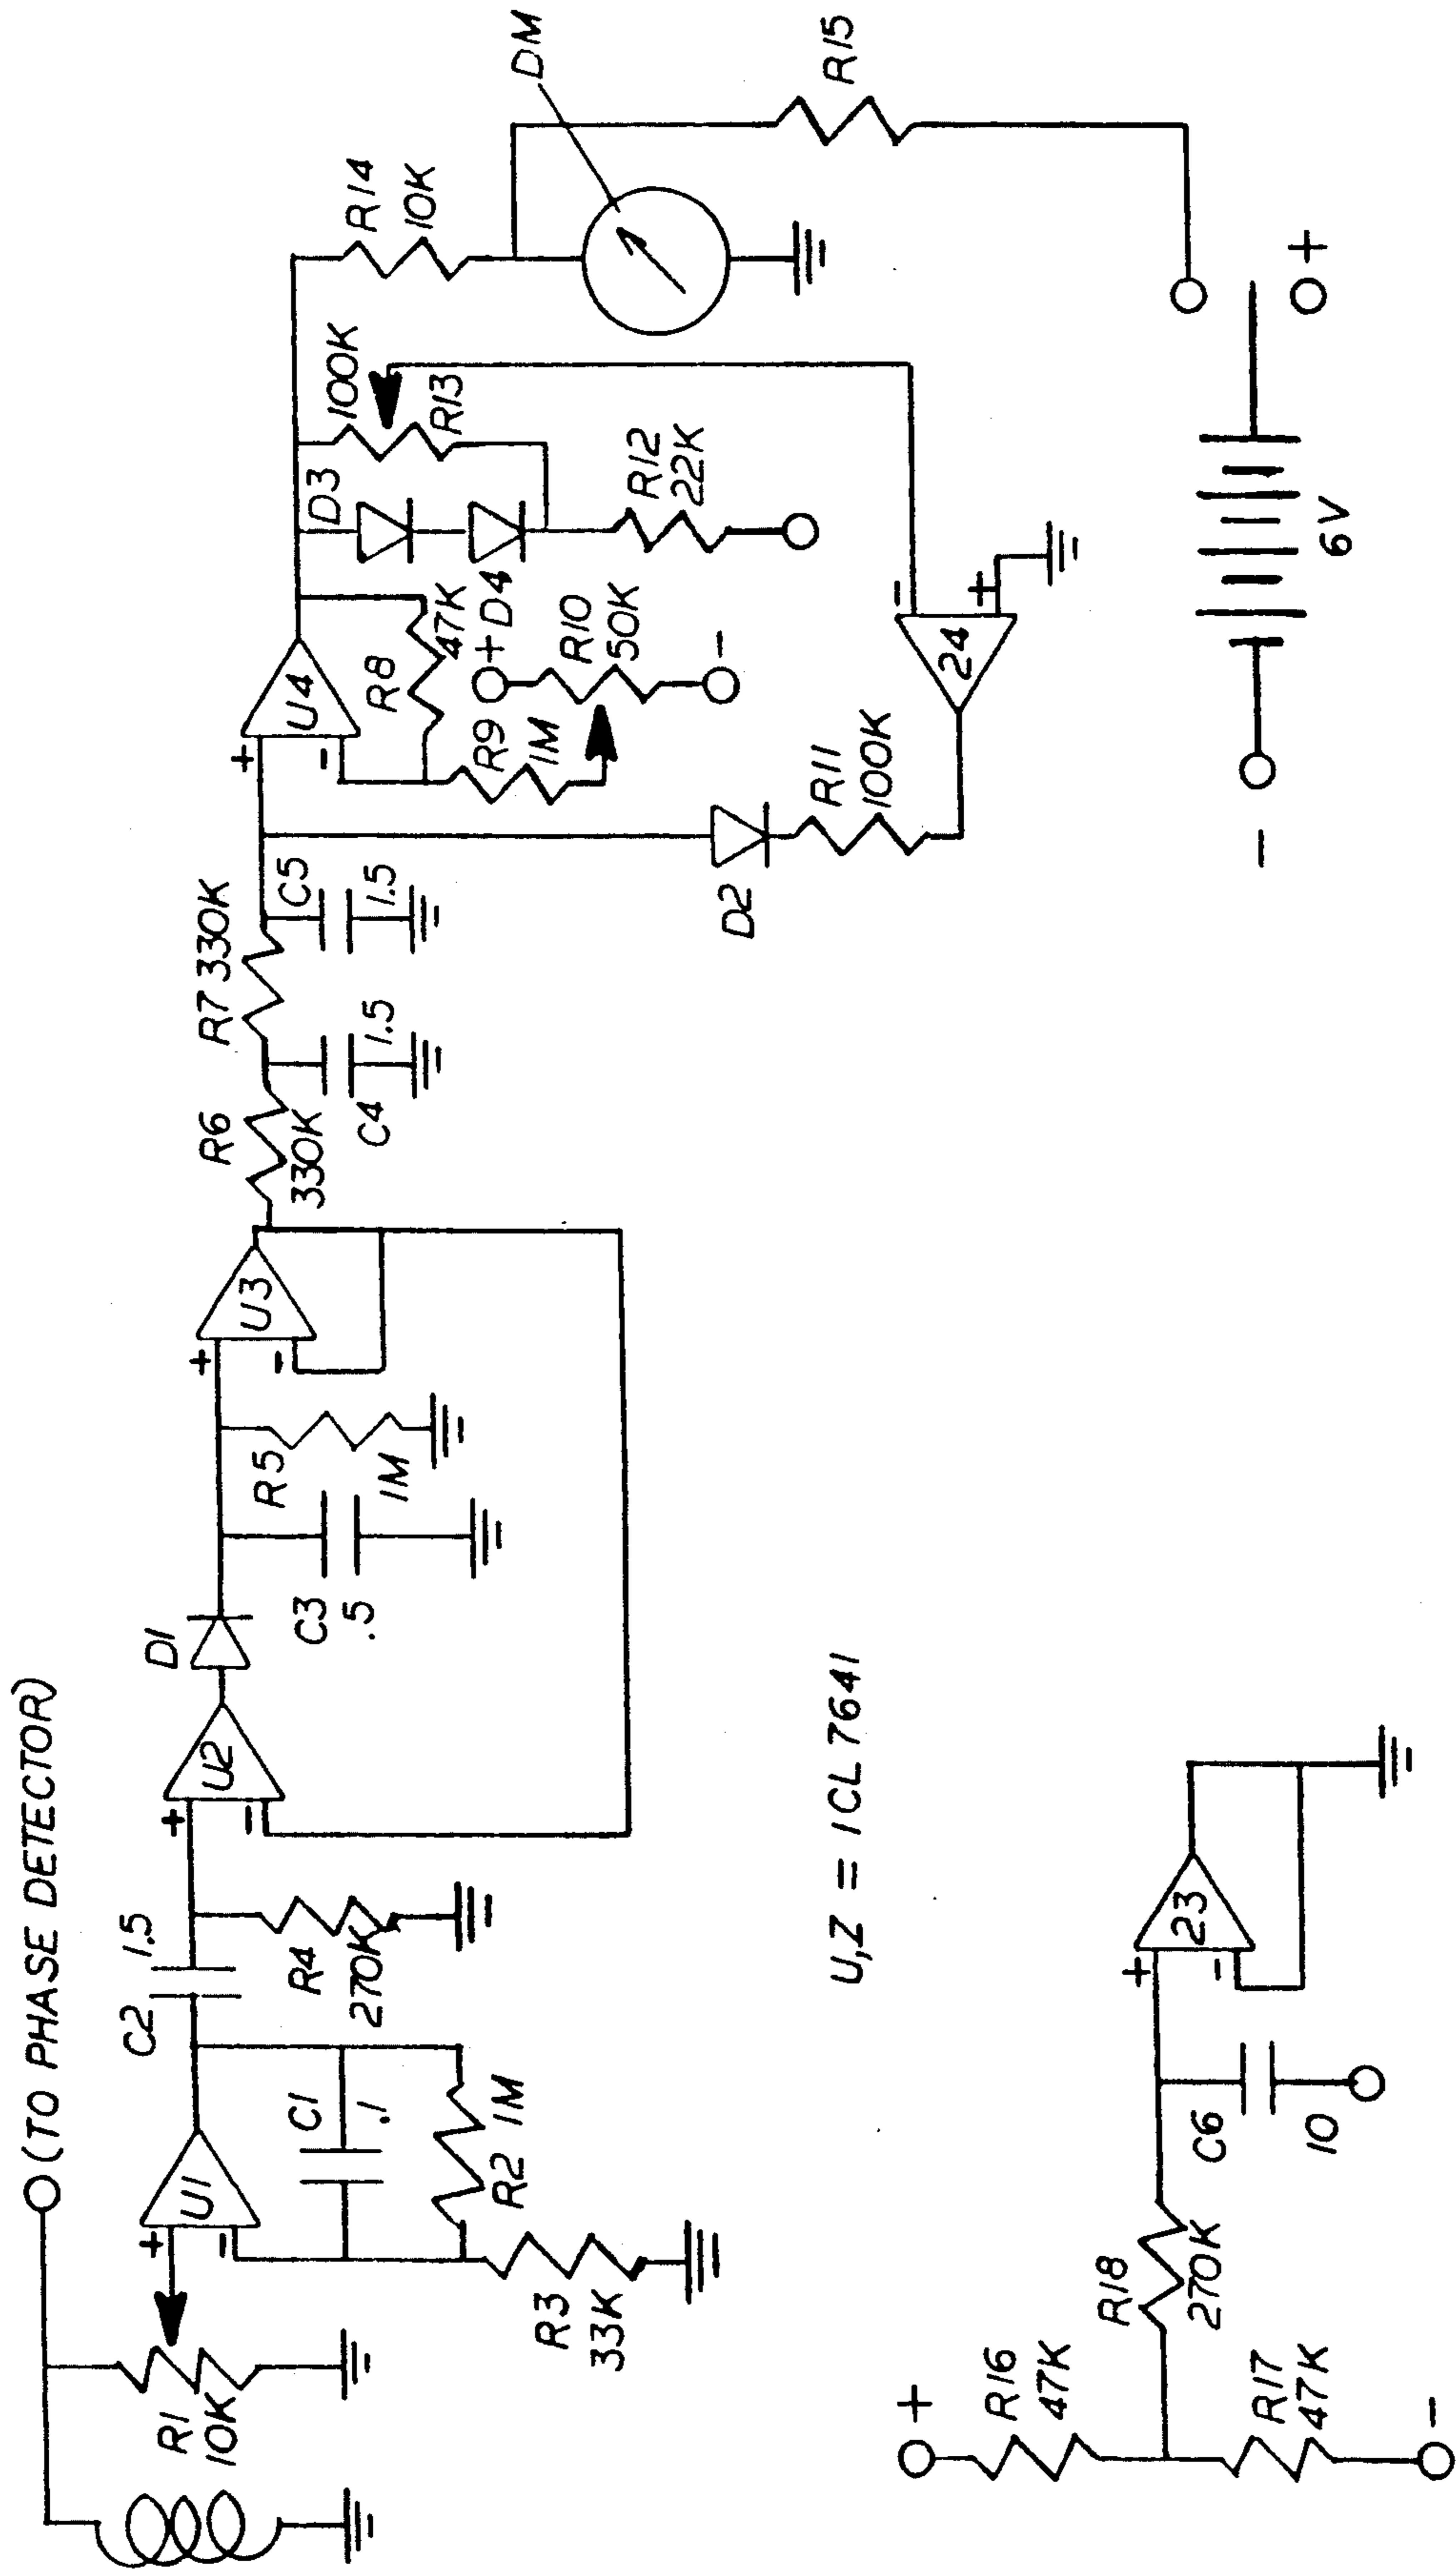 (TO PHASE DETECTOR)
R1
10K
+
-
U1
C1
.1
R2 1M
R3
33K
C2
1.5
R4
270K
+
-
U2
D1
C3
.5
R5
1M
+
-
U3
R6
330K
C4
1.5
R7 330K
C5
1.5
+
-
U4
R8
47K
R9
1M
+
R10
50K
-
D2
R11
100K
24
-
+
D3
D4
R12
22K
100K
R13
R14
10K
DM
R15
U,Z = ICL7641
+
R16
47K
R17
47K
-
R18
270K
C6
10
+
-
23
-
6V
+